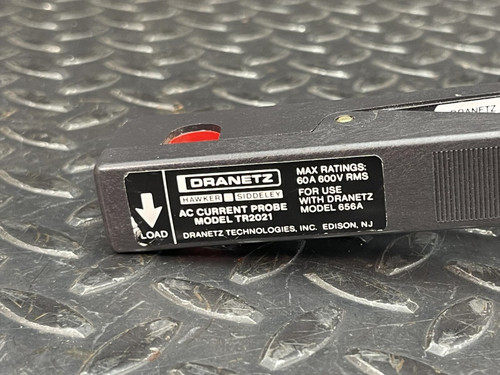 DRANETZ
LOAD
DRANETZ
HAWKER SIDDELEY
AC CURRENT PROBE
MODEL TR2021
MAX RATINGS:
60A 600V RMS
FOR USE
WITH DRANETZ
MODEL 656A
DRANETZ TECHNOLOGIES, INC. EDISON, NJ